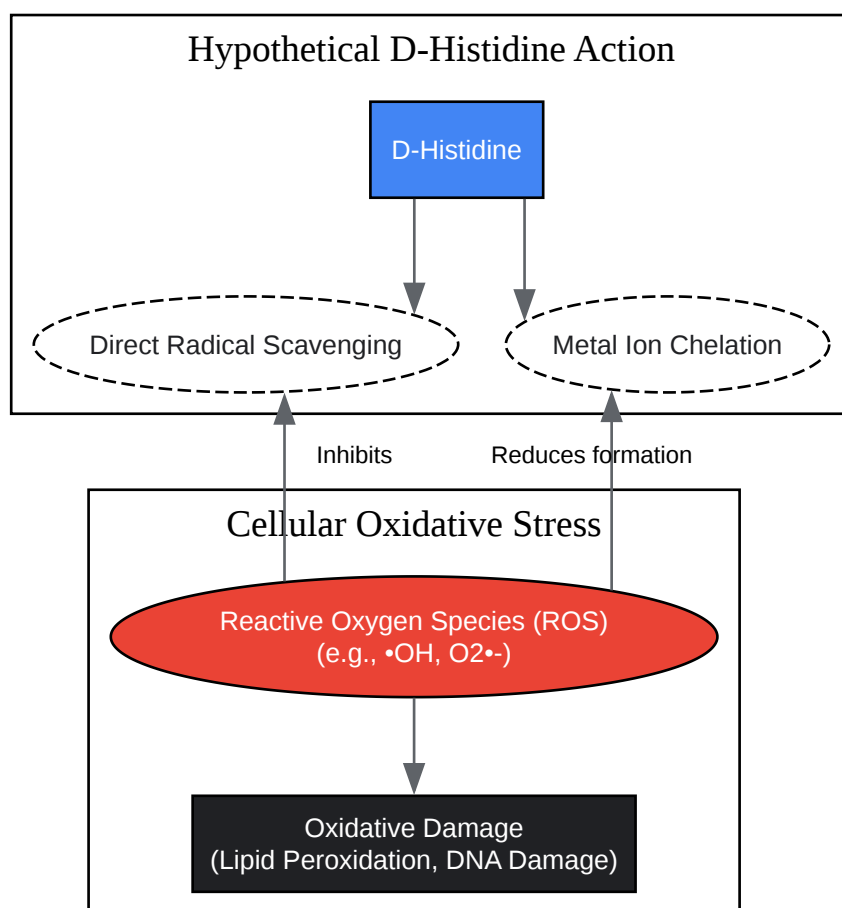 Hypothetical D-Histidine Action
D-Histidine
Direct Radical Scavenging
Metal Ion Chelation
Inhibits
Reduces formation
Cellular Oxidative Stress
Reactive Oxygen Species (ROS)
(e.g., •OH, O2•-)
Oxidative Damage
(Lipid Peroxidation, DNA Damage)